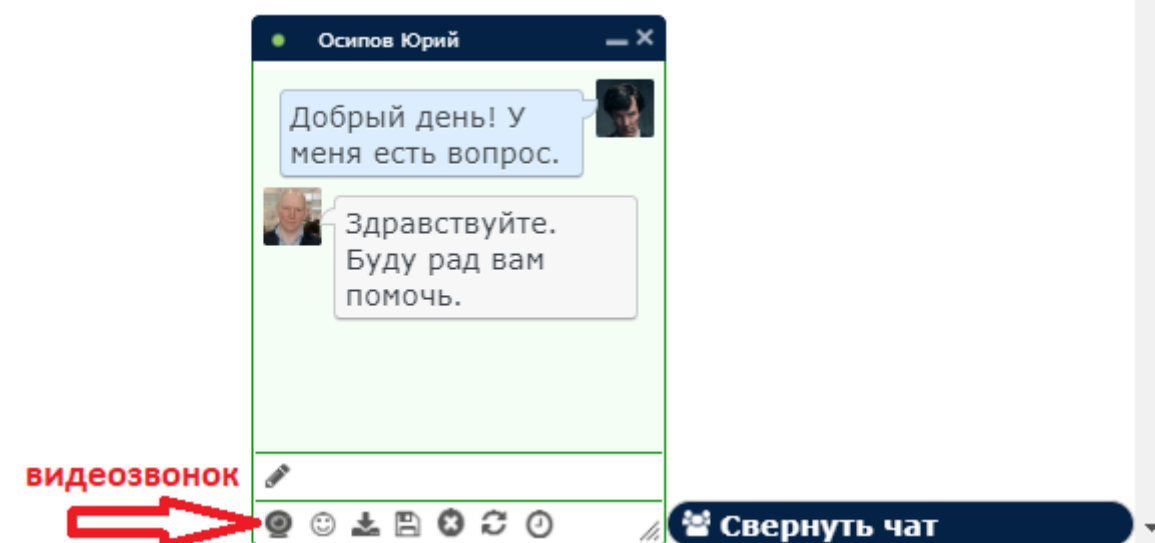 Осипов Юрий
Добрый день! У
меня есть вопрос.
Здравствуйте.
Буду рад вам
помочь.
видеозвонок
Свернуть чат